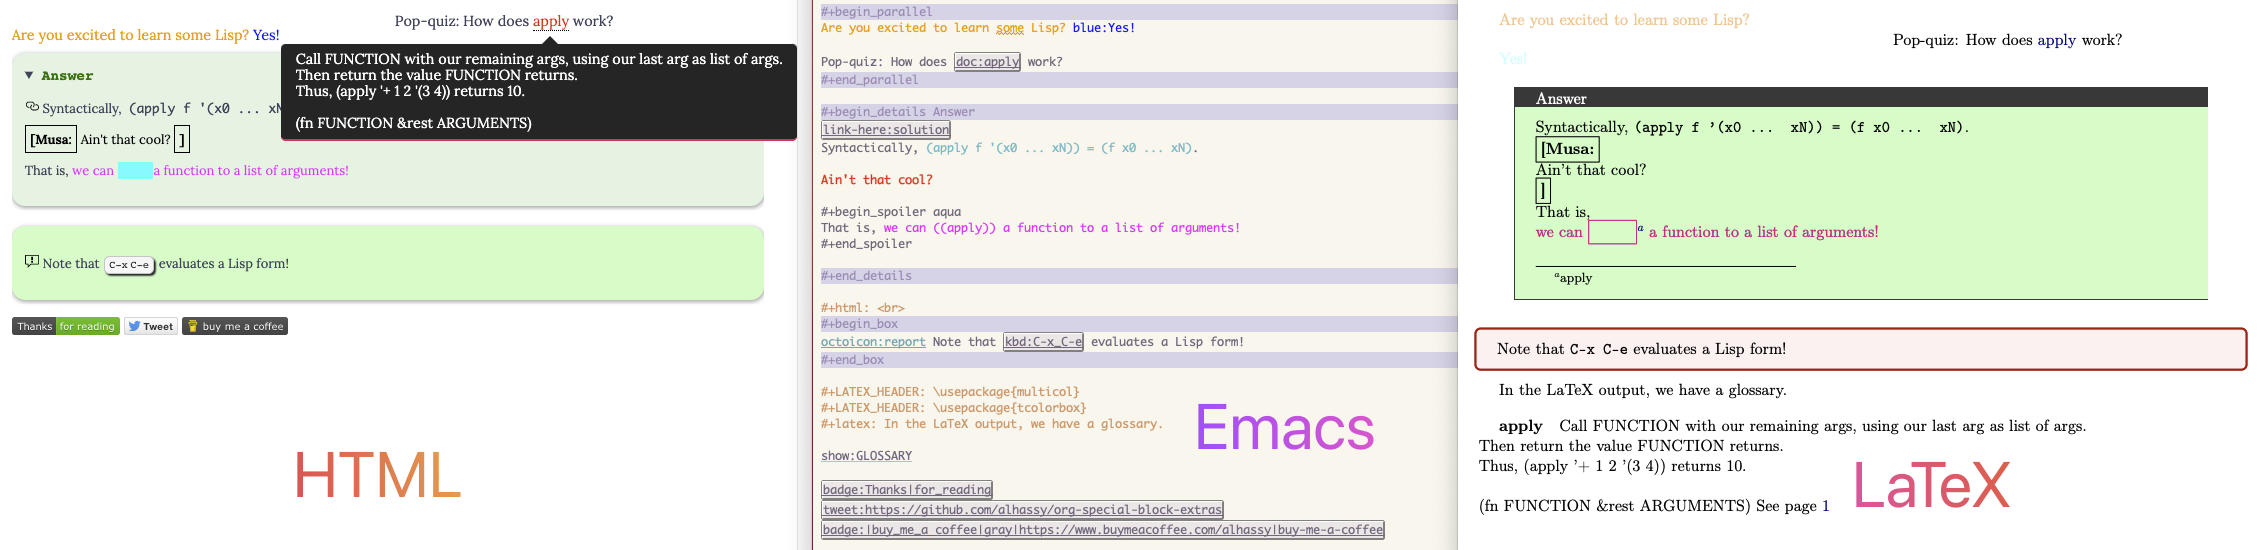 Pop-quiz: How does apply work?
Are you excited to learn some Lisp? Yes!
Call FUNCTION with our remaining args, using our last arg as list of args.
Then return the value FUNCTION returns.
Thus, (apply '+ 1 2 '(3 4)) returns 10.
(fn FUNCTION &rest ARGUMENTS)
▼ Answer
Syntactically, (apply f '(x0 ... xN
[Musa: Ain't that cool? ]
That is, we can a function to a list of arguments!
Note that C-x C-e evaluates a Lisp form!
Thanks for reading Tweet buy me a coffee
HTML
#+begin_parallel
Are you excited to learn some Lisp? blue:Yes!
Pop-quiz: How does doc:apply work?
#+end_parallel
#+begin_details Answer
link-here:solution
Syntactically, (apply f '(x0 ... xN)) = (f x0 ... xN).
Ain't that cool?
#+begin_spoiler aqua
That is, we can ((apply)) a function to a list of arguments!
#+end_spoiler
#+end_details
#+html: <br>
#+begin_box
octoicon:report Note that kbd:C-x_C-e evaluates a Lisp form!
#+end_box
#+LATEX_HEADER: \usepackage{multicol}
#+LATEX_HEADER: \usepackage{tcolorbox}
#+latex: In the LaTeX output, we have a glossary.
Emacs
show:GLOSSARY
badge:Thanks|for_reading
tweet:https://github.com/alhassy/org-special-block-extras
badge:|buy_me_a coffee|gray|https://www.buymeacoffee.com/alhassy|buy-me-a-coffee
Are you excited to learn some Lisp?
Yes!
Pop-quiz: How does apply work?
Answer
Syntactically, (apply f '(x0 ... xN)) = (f x0 ... xN).
[Musa:
Ain't that cool?
]
That is,
we can a a function to a list of arguments!
a apply
Note that C-x C-e evaluates a Lisp form!
In the LaTeX output, we have a glossary.
apply Call FUNCTION with our remaining args, using our last arg as list of args.
Then return the value FUNCTION returns.
Thus, (apply '+ 1 2 '(3 4)) returns 10.
(fn FUNCTION &rest ARGUMENTS) See page 1
LaTeX